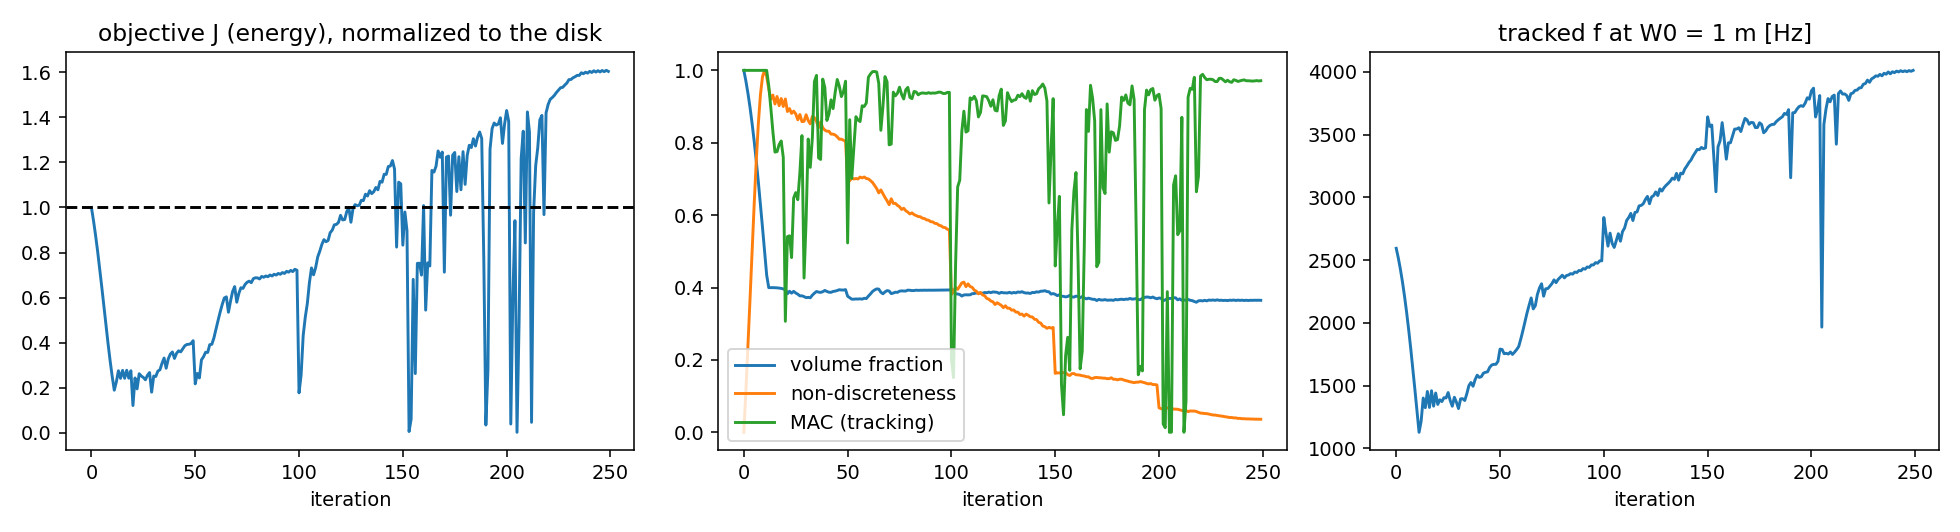 objective J (energy), normalized to the disk
1.6
1.4
1.2
1.0
0.8
0.6
0.4
0.2
0.0
0 50 100 150 200 250
iteration
1.0
0.8
0.6
0.4
0.2
0.0
volume fraction
non-discreteness
MAC (tracking)
0 50 100 150 200 250
iteration
tracked f at W0 = 1 m [Hz]
4000
3500
3000
2500
2000
1500
1000
0 50 100 150 200 250
iteration